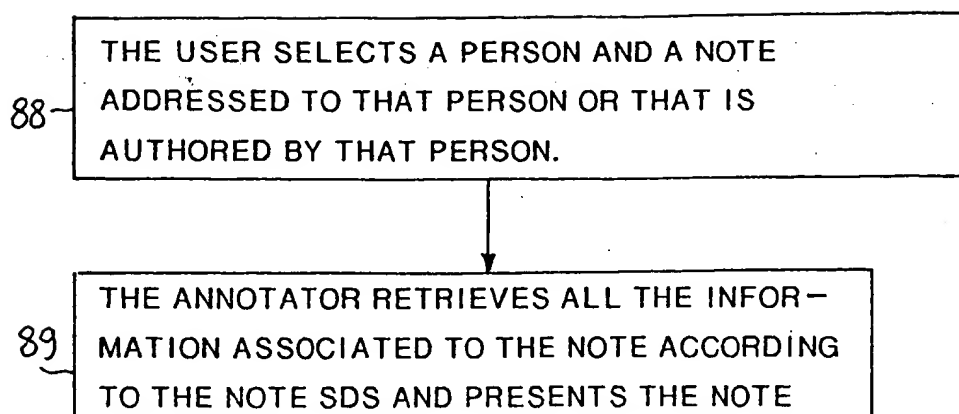 THE USER SELECTS A PERSON AND A NOTE
ADDRESSED TO THAT PERSON OR THAT IS
88
AUTHORED BY THAT PERSON.
THE ANNOTATOR RETRIEVES ALL THE INFOR-
89
MATION ASSOCIATED TO THE NOTE ACCORDING
TO THE NOTE SDS AND PRESENTS THE NOTE